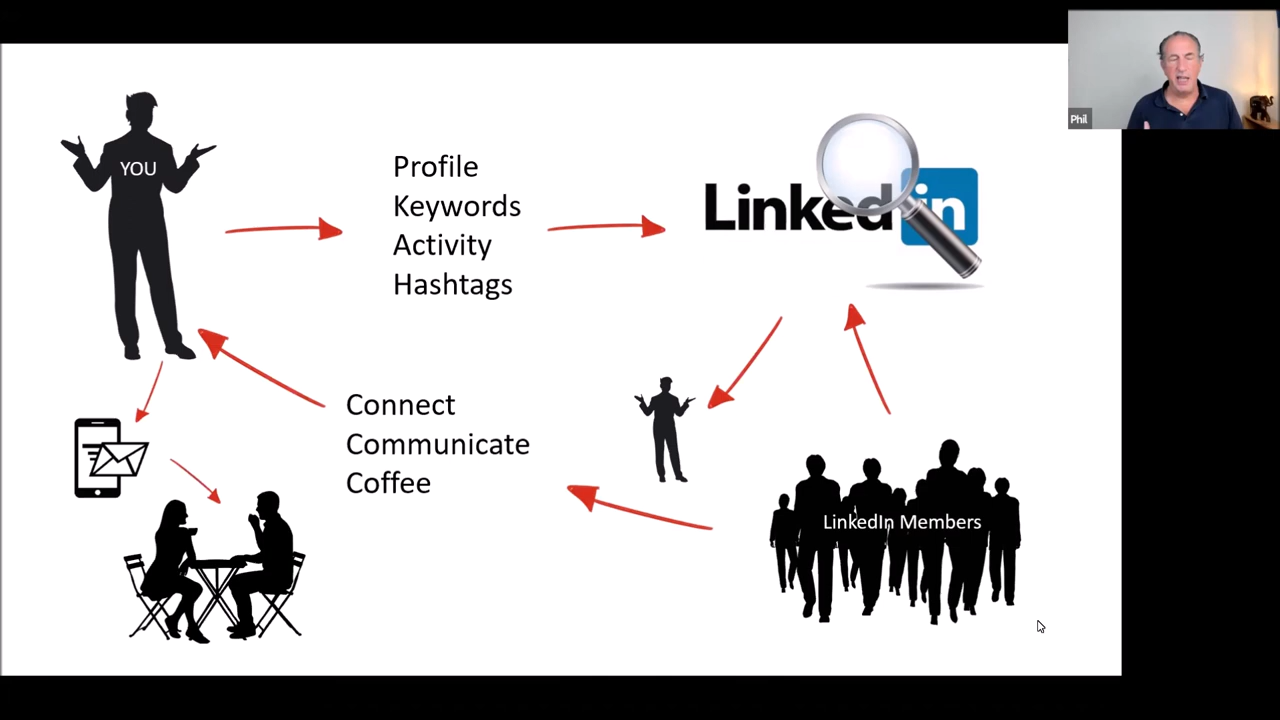 YOU
Profile
Keywords
Activity
Hashtags
Linkedin
Phil
Connect
Communicate
Coffee
LinkedIn Members